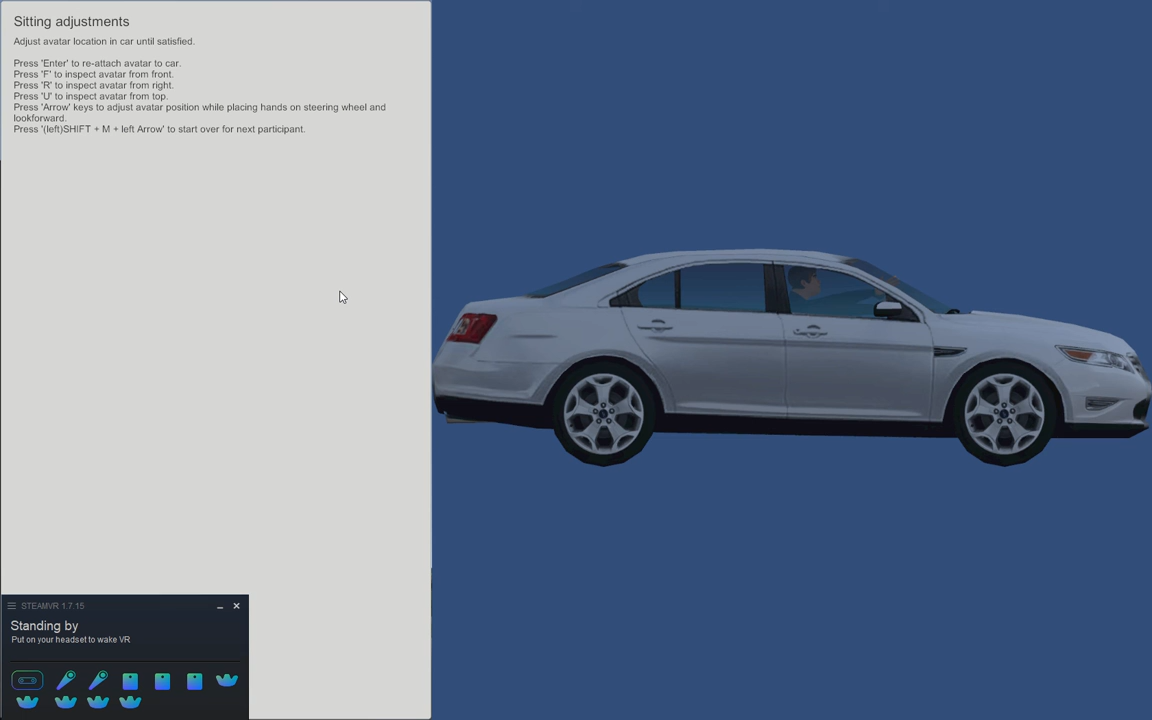 Sitting adjustments
Adjust avatar location in car until satisfied.
Press 'Enter' to re-attach avatar to car.
Press 'F' to inspect avatar from front.
Press 'R' to inspect avatar from right.
Press 'U' to inspect avatar from top.
Press 'Arrow' keys to adjust avatar position while placing hands on steering wheel and
lookforward.
Press '(left)SHIFT + M + left Arrow' to start over for next participant.
STEAMVR 1.7.15
Standing by
Put on your headset to wake VR